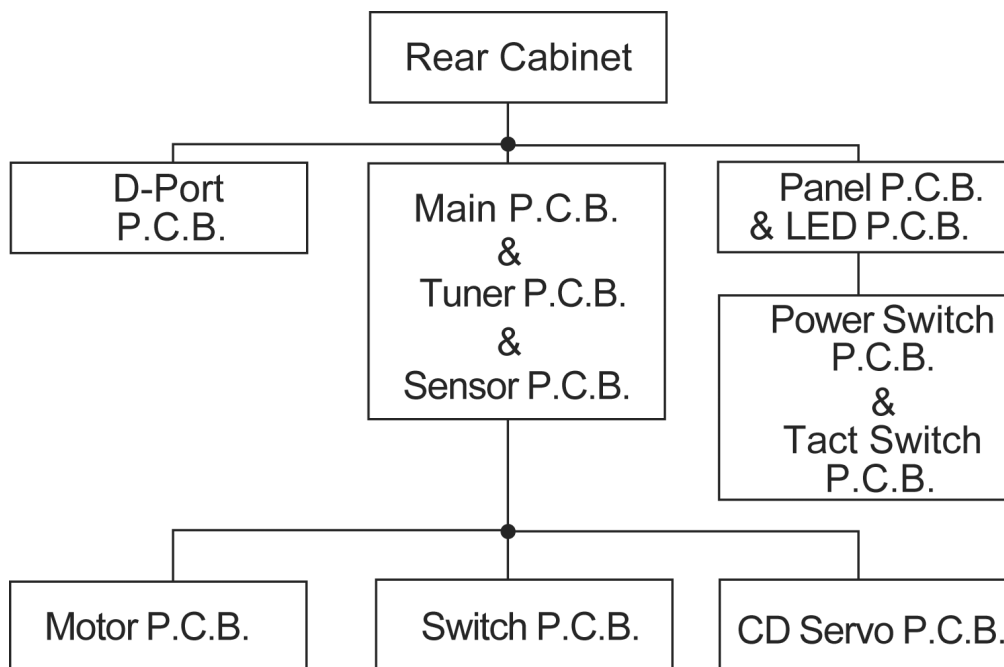 Rear Cabinet
D-Port
P.C.B.
Main P.C.B.
&
Tuner P.C.B.
&
Sensor P.C.B.
Panel P.C.B.
& LED P.C.B.
Power Switch
P.C.B.
&
Tact Switch
P.C.B.
Motor P.C.B.
Switch P.C.B.
CD Servo P.C.B.